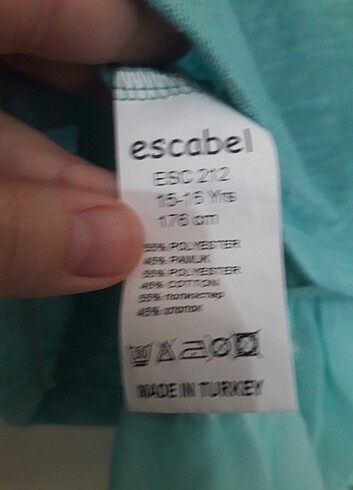 escabel
ESC 212
15-16 Yrs
176 cm
55% POLYESTER
45% PAMUK
55% POLYESTER
45% COTTON
55% полиэстер
45% хлопок
MADE IN TURKEY